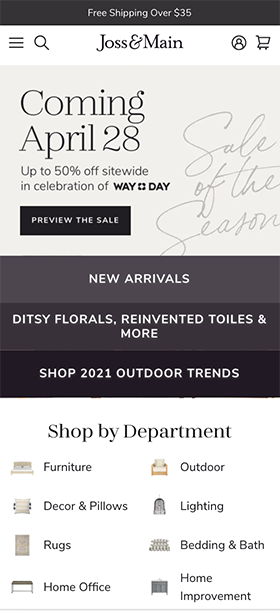 Free Shipping Over $35
Joss&Main
Coming
April 28
Up to 50% off sitewide
in celebration of WAY DAY
PREVIEW THE SALE
Sale
of the
Season
NEW ARRIVALS
DITSY FLORALS, REINVENTED TOILES &
MORE
SHOP 2021 OUTDOOR TRENDS
Shop by Department
Furniture
Outdoor
Decor & Pillows
Lighting
Rugs
Bedding & Bath
Home Office
Home
Improvement